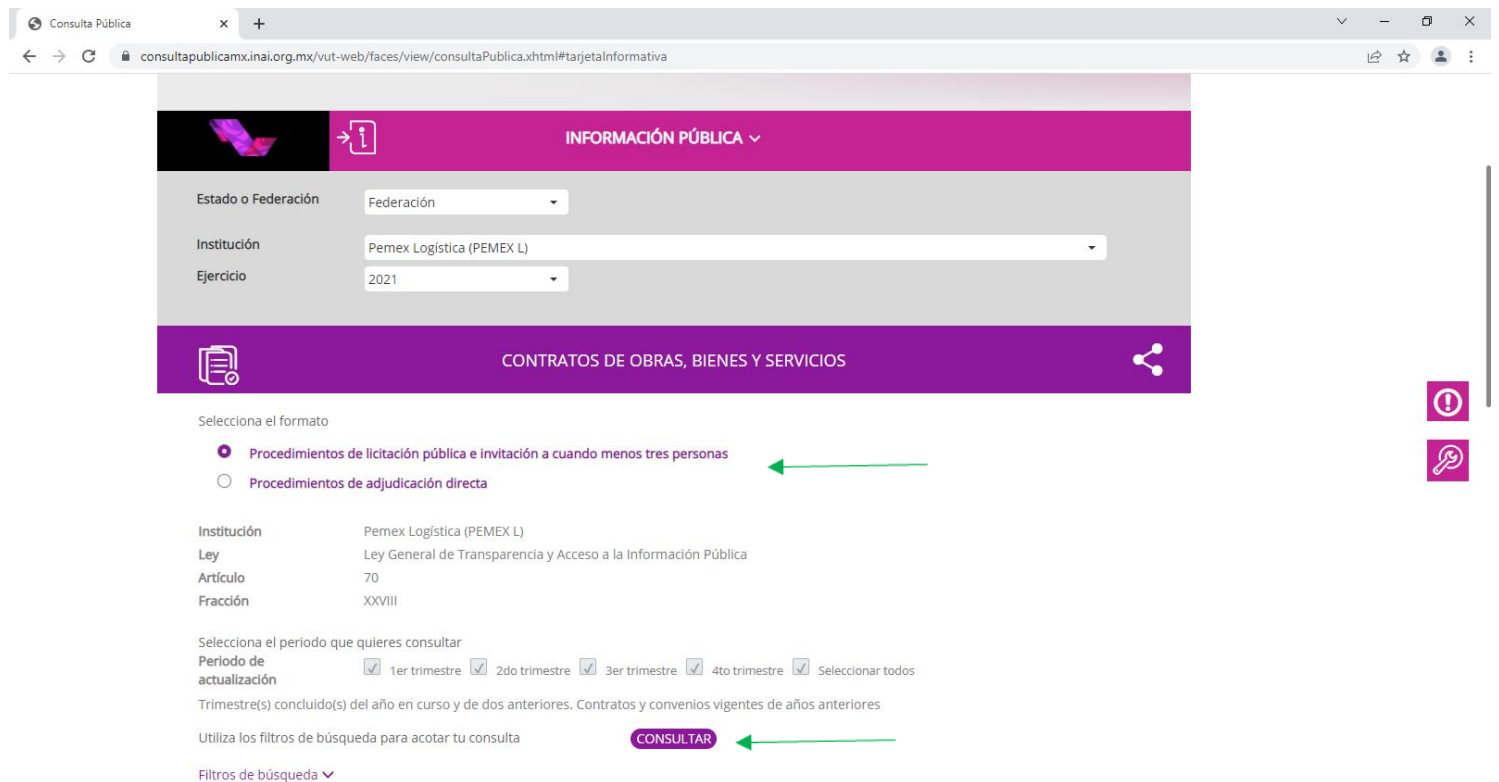 Consulta Pública
consultapublicamx.inai.org.mx/vut-web/faces/view/consultaPublica.xhtml#tarjetaInformativa
INFORMACIÓN PÚBLICA
Estado o Federación Federación
Institución Pemex Logística (PEMEX L)
Ejercicio 2021
CONTRATOS DE OBRAS, BIENES Y SERVICIOS
Selecciona el formato
Procedimientos de licitación pública e invitación a cuando menos tres personas
Procedimientos de adjudicación directa
Institución Pemex Logística (PEMEX L)
Ley Ley General de Transparencia y Acceso a la Información Pública
Artículo 70
Fracción XXVIII
Selecciona el periodo que quieres consultar
Periodo de actualización 1er trimestre 2do trimestre 3er trimestre 4to trimestre Seleccionar todos
Trimestre(s) concluido(s) del año en curso y de dos anteriores. Contratos y convenios vigentes de años anteriores
Utiliza los filtros de búsqueda para acotar tu consulta CONSULTAR
Filtros de búsqueda